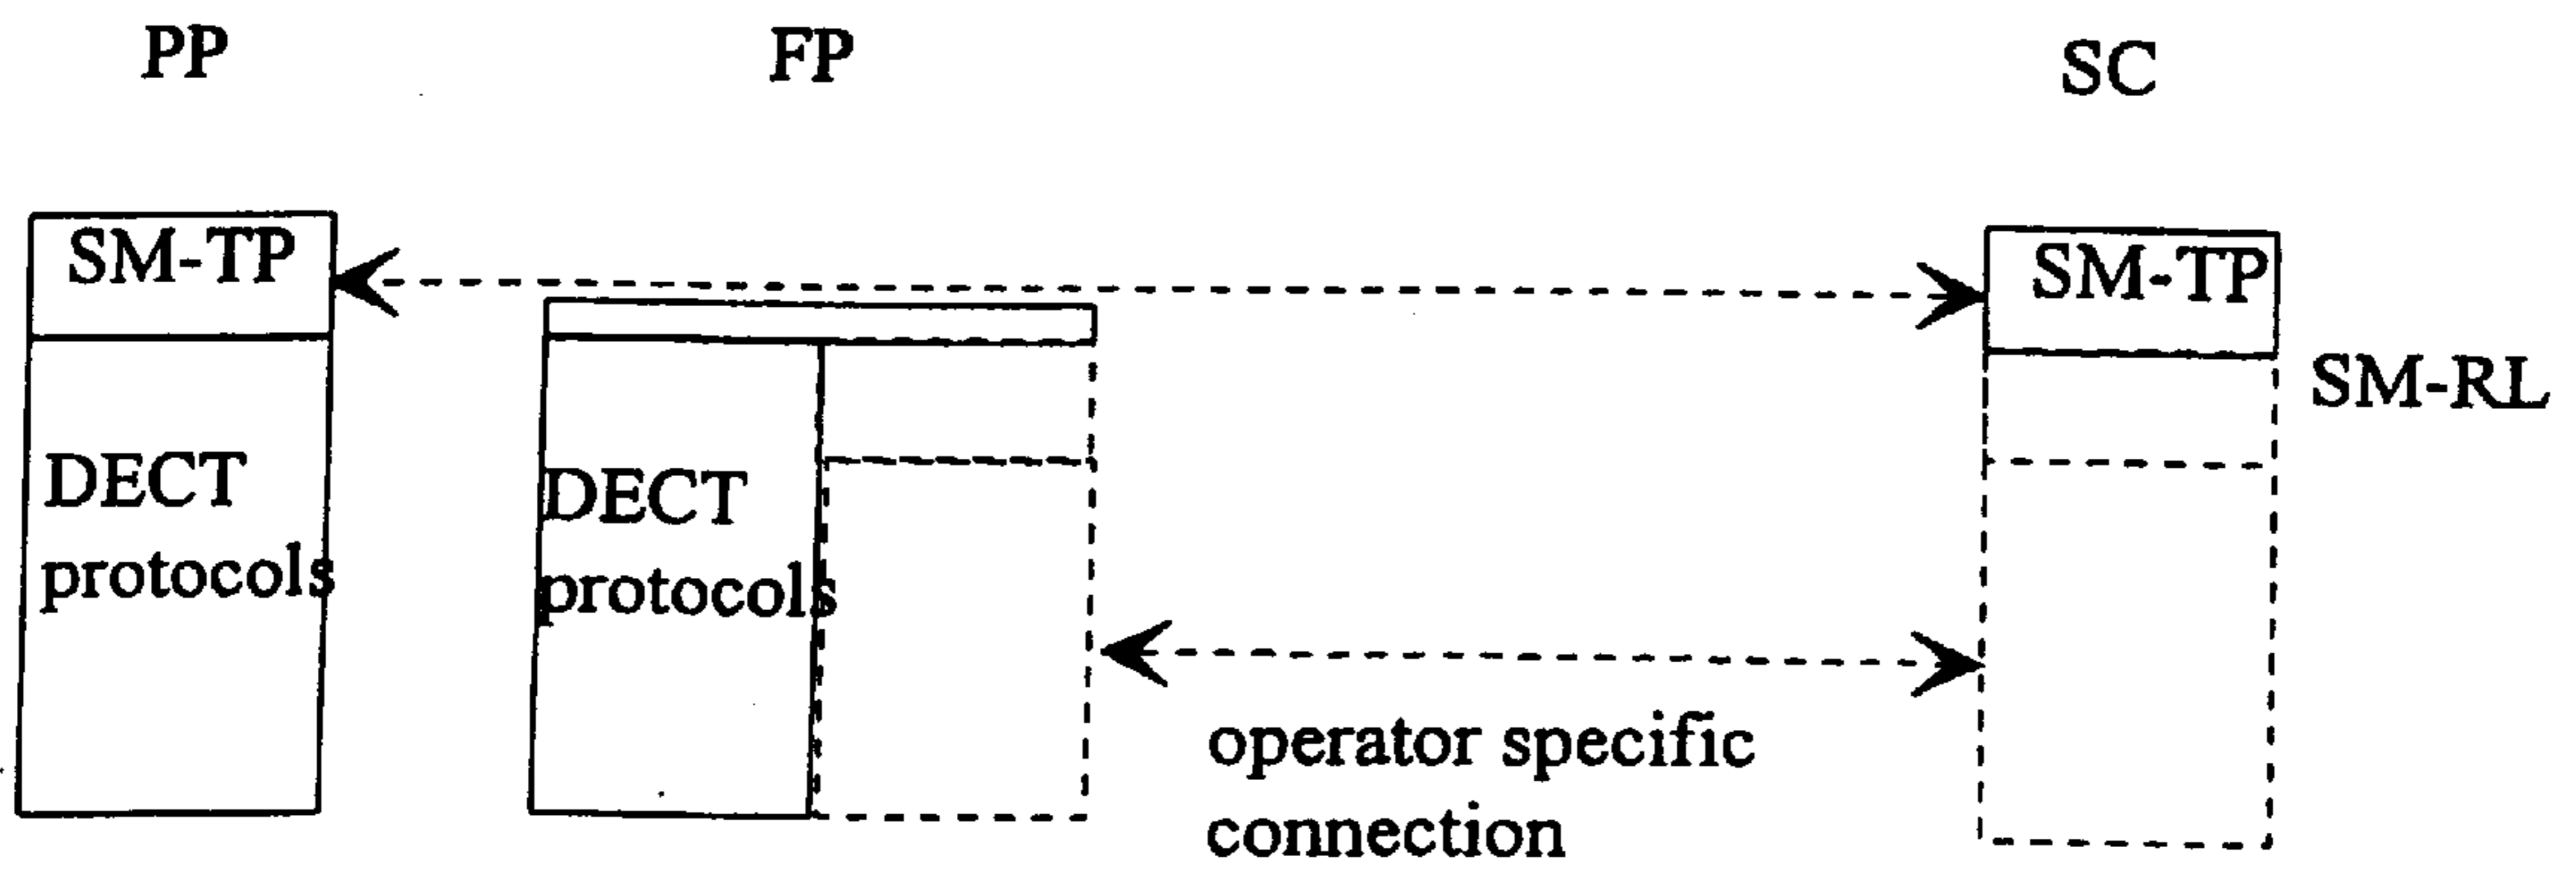 PP
FP
SC
SM-TP
SM-TP
SM-RL
DECT
protocols
DECT
protocols
operator specific
connection